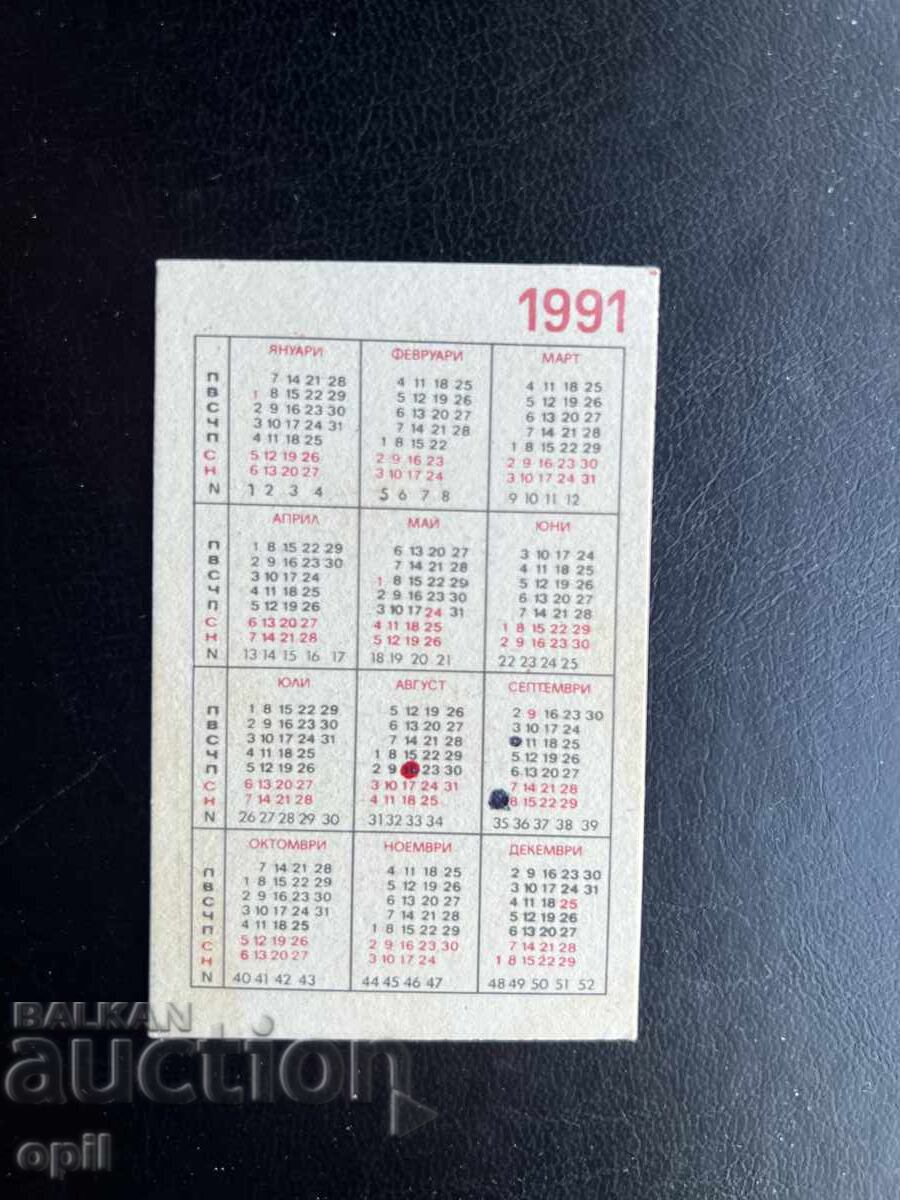 1991
ЯНУАРИ ФЕВРУАРИ МАРТ
П 7 14 21 28 4 11 18 25 4 11 18 25
В 1 8 15 22 29 5 12 19 26 5 12 19 26
С 2 9 16 23 30 6 13 20 27 6 13 20 27
Ч 3 10 17 24 31 7 14 21 28 7 14 21 28
П 4 11 18 25 1 8 15 22 1 8 15 22 29
С 5 12 19 26 2 9 16 23 2 9 16 23 30
Н 6 13 20 27 3 10 17 24 3 10 17 24 31
N 1 2 3 4 5 6 7 8 9 10 11 12
АПРИЛ МАЙ ЮНИ
П 1 8 15 22 29 6 13 20 27 3 10 17 24
В 2 9 16 23 30 7 14 21 28 4 11 18 25
С 3 10 17 24 1 8 15 22 29 5 12 19 26
Ч 4 11 18 25 2 9 16 23 30 6 13 20 27
П 5 12 19 26 3 10 17 24 31 7 14 21 28
С 6 13 20 27 4 11 18 25 1 8 15 22 29
Н 7 14 21 28 5 12 19 26 2 9 16 23 30
N 13 14 15 16 17 18 19 20 21 22 23 24 25
ЮЛИ АВГУСТ СЕПТЕМВРИ
П 1 8 15 22 29 5 12 19 26 2 9 16 23 30
В 2 9 16 23 30 6 13 20 27 3 10 17 24
С 3 10 17 24 31 7 14 21 28 11 18 25
Ч 4 11 18 25 1 8 15 22 29 5 12 19 26
П 5 12 19 26 2 9 23 30 6 13 20 27
С 6 13 20 27 3 10 17 24 31 7 14 21 28
Н 7 14 21 28 4 11 18 25 8 15 22 29
N 26 27 28 29 30 31 32 33 34 35 36 37 38 39
ОКТОМВРИ НОЕМВРИ ДЕКЕМВРИ
П 7 14 21 28 4 11 18 25 2 9 16 23 30
В 1 8 15 22 29 5 12 19 26 3 10 17 24 31
С 2 9 16 23 30 6 13 20 27 4 11 18 25
Ч 3 10 17 24 31 7 14 21 28 5 12 19 26
П 4 11 18 25 1 8 15 22 29 6 13 20 27
С 5 12 19 26 2 9 16 23 30 7 14 21 28
Н 6 13 20 27 3 10 17 24 1 8 15 22 29
N 40 41 42 43 44 45 46 47 48 49 50 51 52
BALKAN
auction
opil